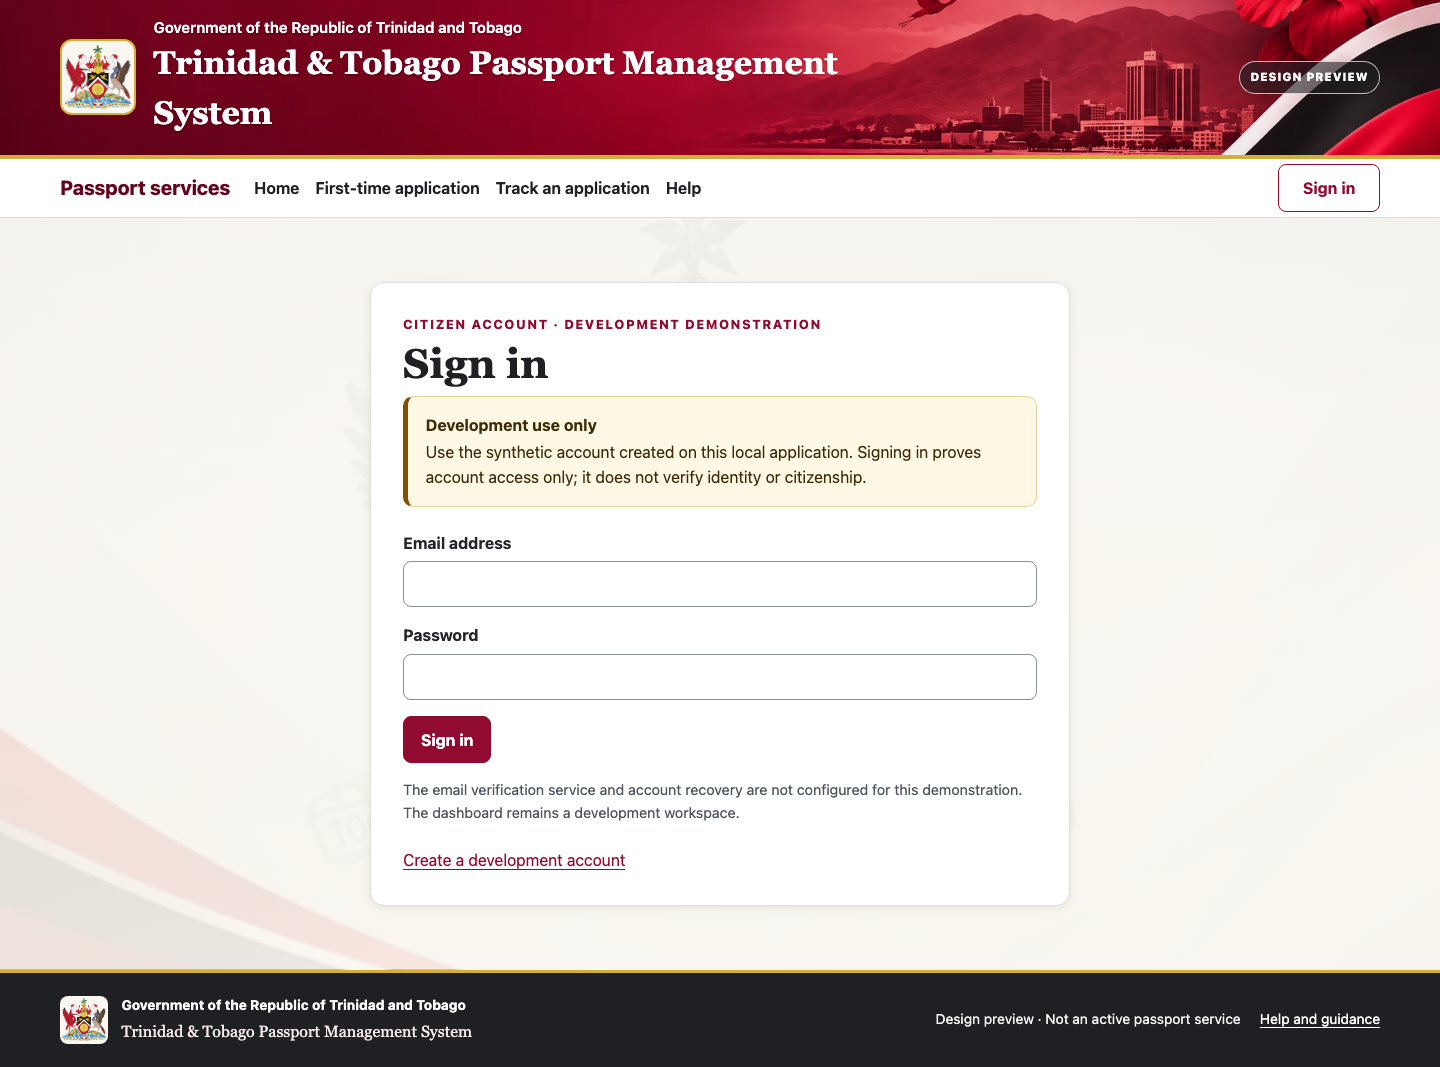 Government of the Republic of Trinidad and Tobago
Trinidad & Tobago Passport Management
System
DESIGN PREVIEW
Passport services
Home
First-time application
Track an application
Help
Sign in
CITIZEN ACCOUNT · DEVELOPMENT DEMONSTRATION
Sign in
Development use only
Use the synthetic account created on this local application. Signing in proves
account access only; it does not verify identity or citizenship.
Email address
Password
Sign in
The email verification service and account recovery are not configured for this demonstration.
The dashboard remains a development workspace.
Create a development account
Government of the Republic of Trinidad and Tobago
Trinidad & Tobago Passport Management System
Design preview · Not an active passport service
Help and guidance